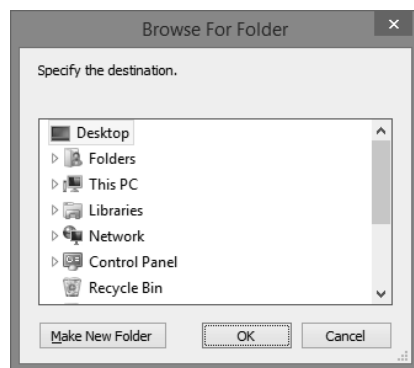 Browse For Folder
Specify the destination.
Desktop
Folders
This PC
Libraries
Network
Control Panel
Recycle Bin
Make New Folder
OK
Cancel